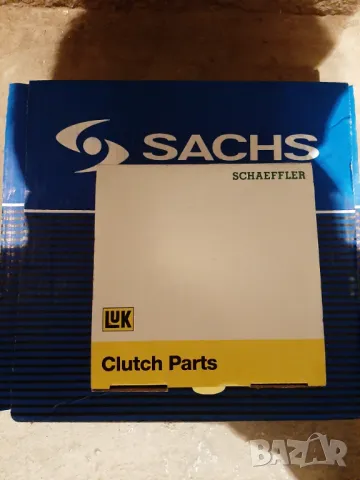 SACHS
SCHAEFFLER
LUK
Clutch Parts
BAZAR